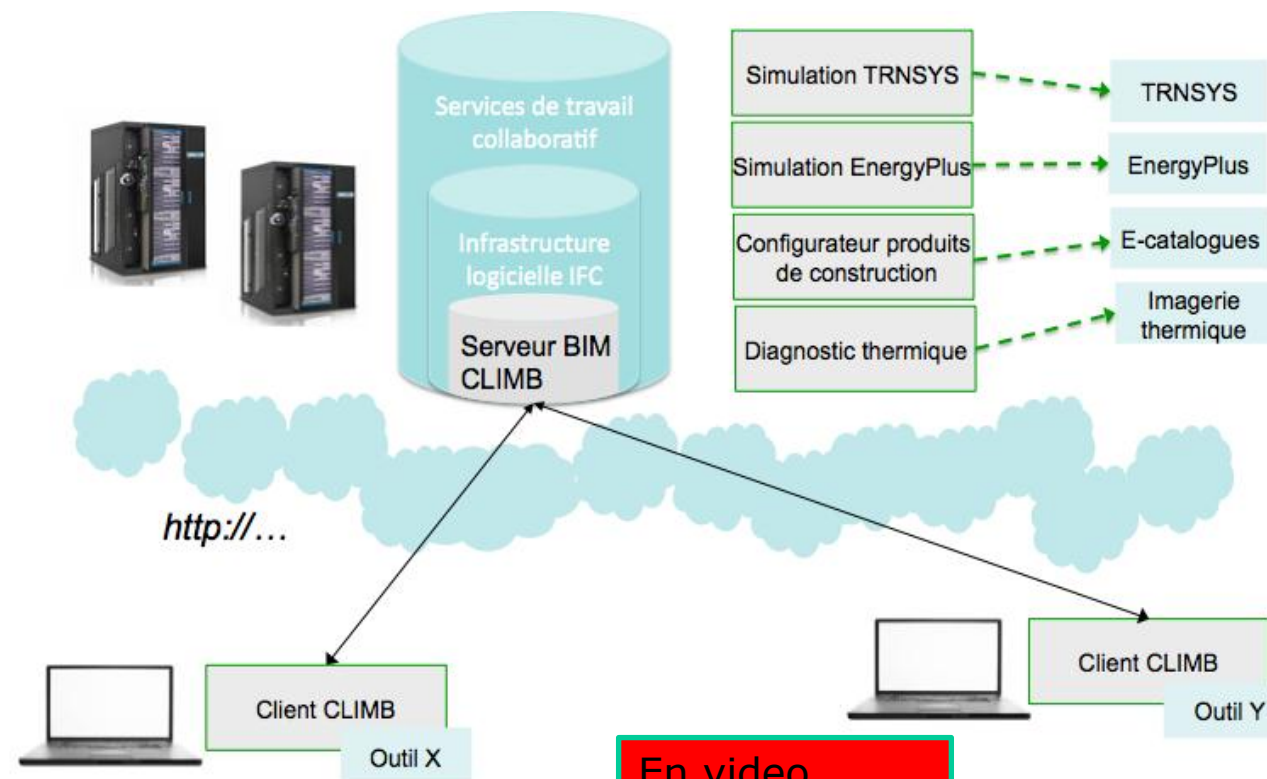 Services de travail
collaboratif
Infrastructure
logicielle IFC
Serveur BIM
CLIMB
Simulation TRNSYS
TRNSYS
Simulation EnergyPlus
EnergyPlus
Configurateur produits
de construction
E-catalogues
Diagnostic thermique
Imagerie
thermique
http://...
Client CLIMB
Outil X
Client CLIMB
Outil Y
En video